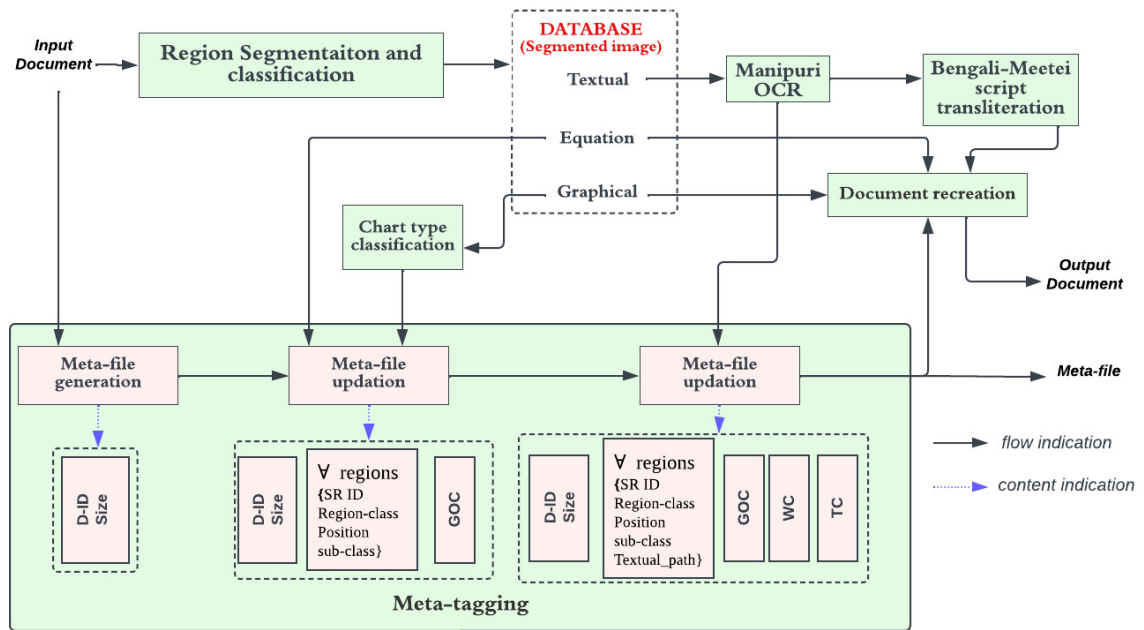 Input
Document
Region Segmentaiton and
classification
DATABASE
(Segmented image)
Textual
Equation
Graphical
Manipuri
OCR
Bengali-Meetei
script
transliteration
Document recreation
Chart type
classification
Output
Document
Meta-file
generation
Meta-file
updation
Meta-file
updation
Meta-file
D-ID
Size
D-ID
Size
∀ regions
{SR ID
Region-class
Position
sub-class}
GOC
D-ID
Size
∀ regions
{SR ID
Region-class
Position
sub-class
Textual_path}
GOC
WC
TC
flow indication
content indication
Meta-tagging